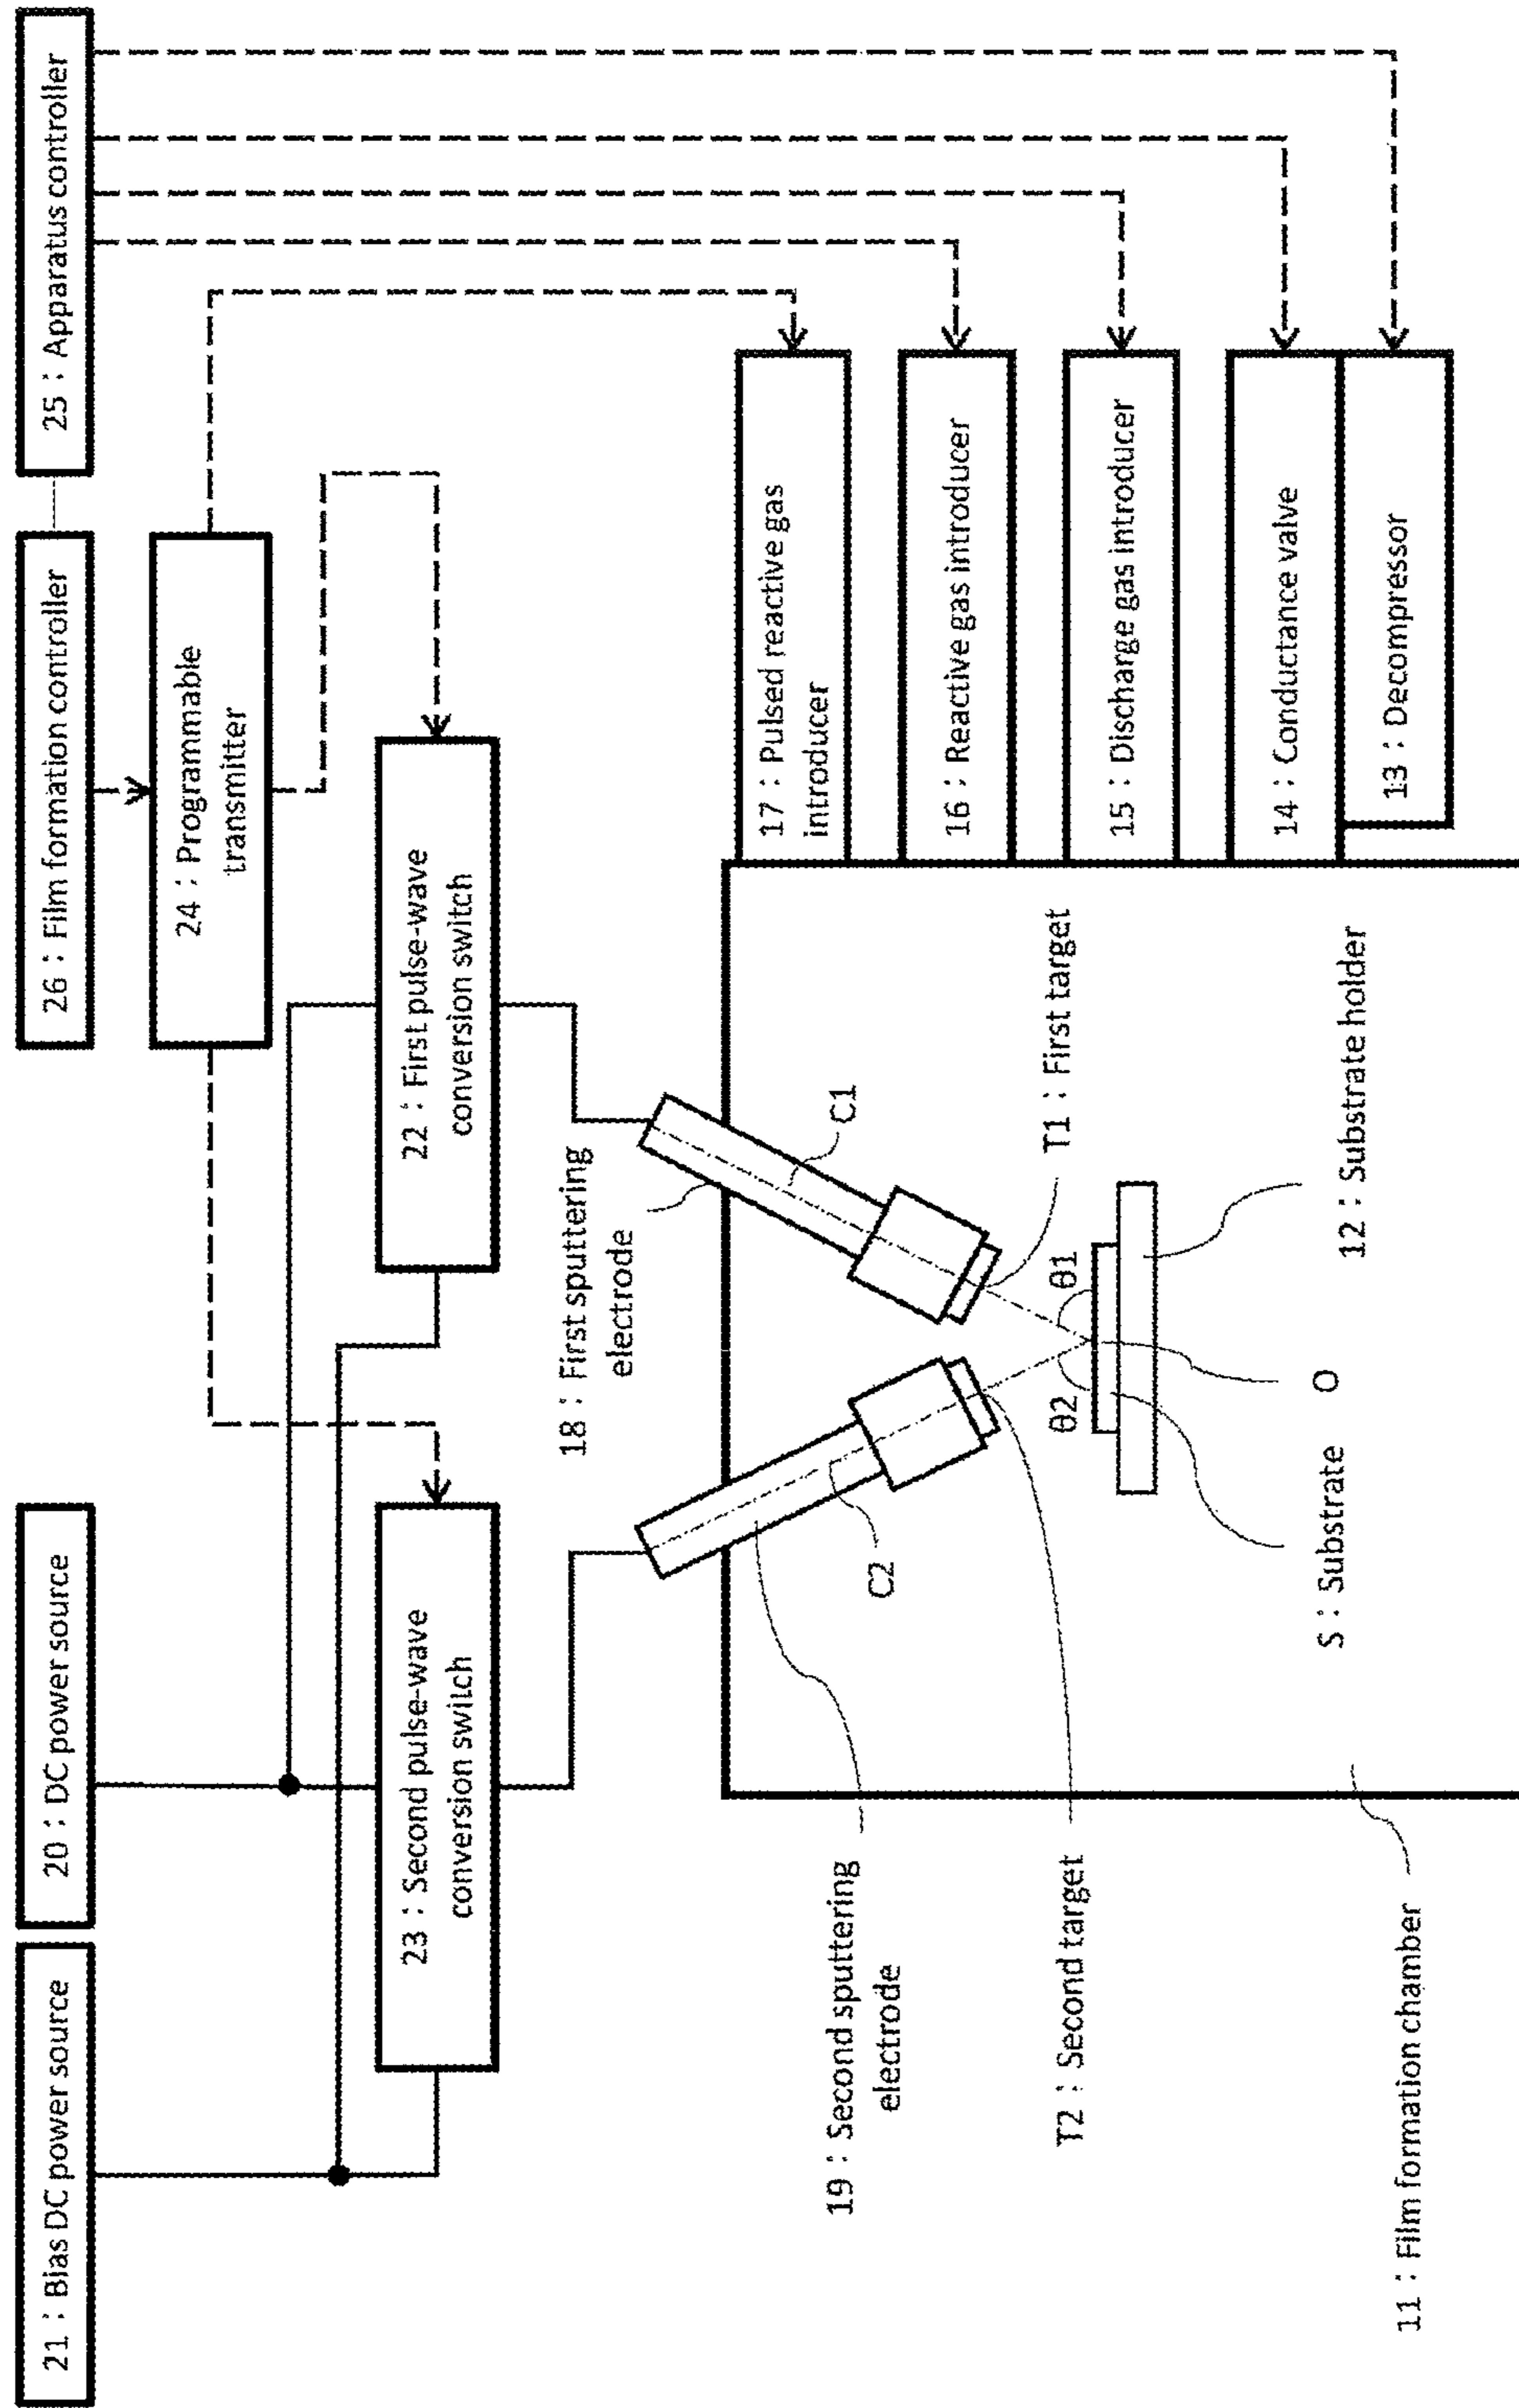 21 : Bias DC power source
20 : DC power source
26 : Film formation controller
25 : Apparatus controller
24 : Programmable
transmitter
23 : Second pulse-wave
conversion switch
22 : First pulse-wave
conversion switch
18 : First sputtering
electrode
17 : Pulsed reactive gas
introducer
19 : Second sputtering
electrode
C2
C1
16 : Reactive gas introducer
T2 : Second target
θ2
θ1
T1 : First target
15 : Discharge gas introducer
14 : Conductance valve
S : Substrate
O
12 : Substrate holder
13 : Decompressor
11 : Film formation chamber